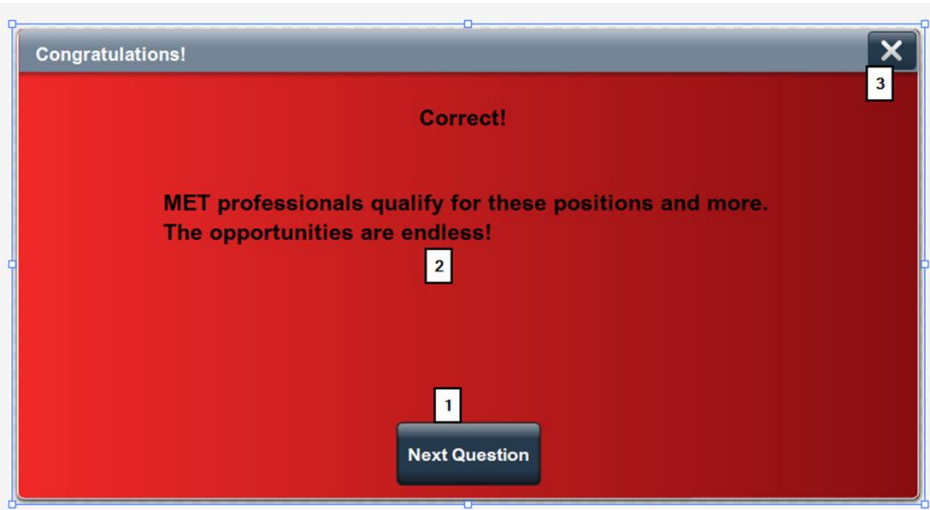 Congratulations!
3
Correct!
MET professionals qualify for these positions and more.
The opportunities are endless!
2
1
Next Question